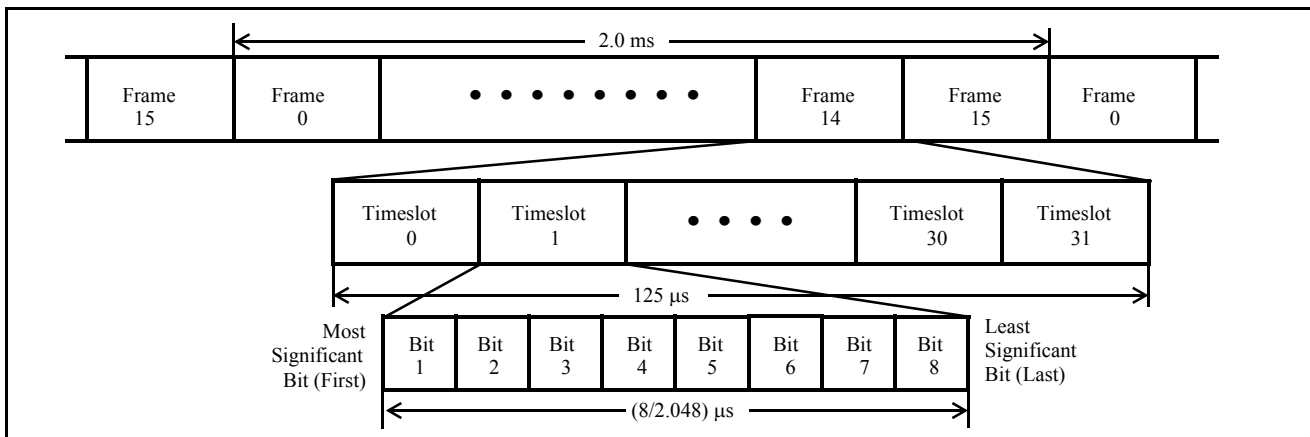 2.0 ms
Frame 15
Frame 0
Frame 14
Frame 15
Frame 0
Timeslot 0
Timeslot 1
Timeslot 30
Timeslot 31
125 μs
Most Significant Bit (First)
Bit 1
Bit 2
Bit 3
Bit 4
Bit 5
Bit 6
Bit 7
Bit 8
Least Significant Bit (Last)
(8/2.048) μs